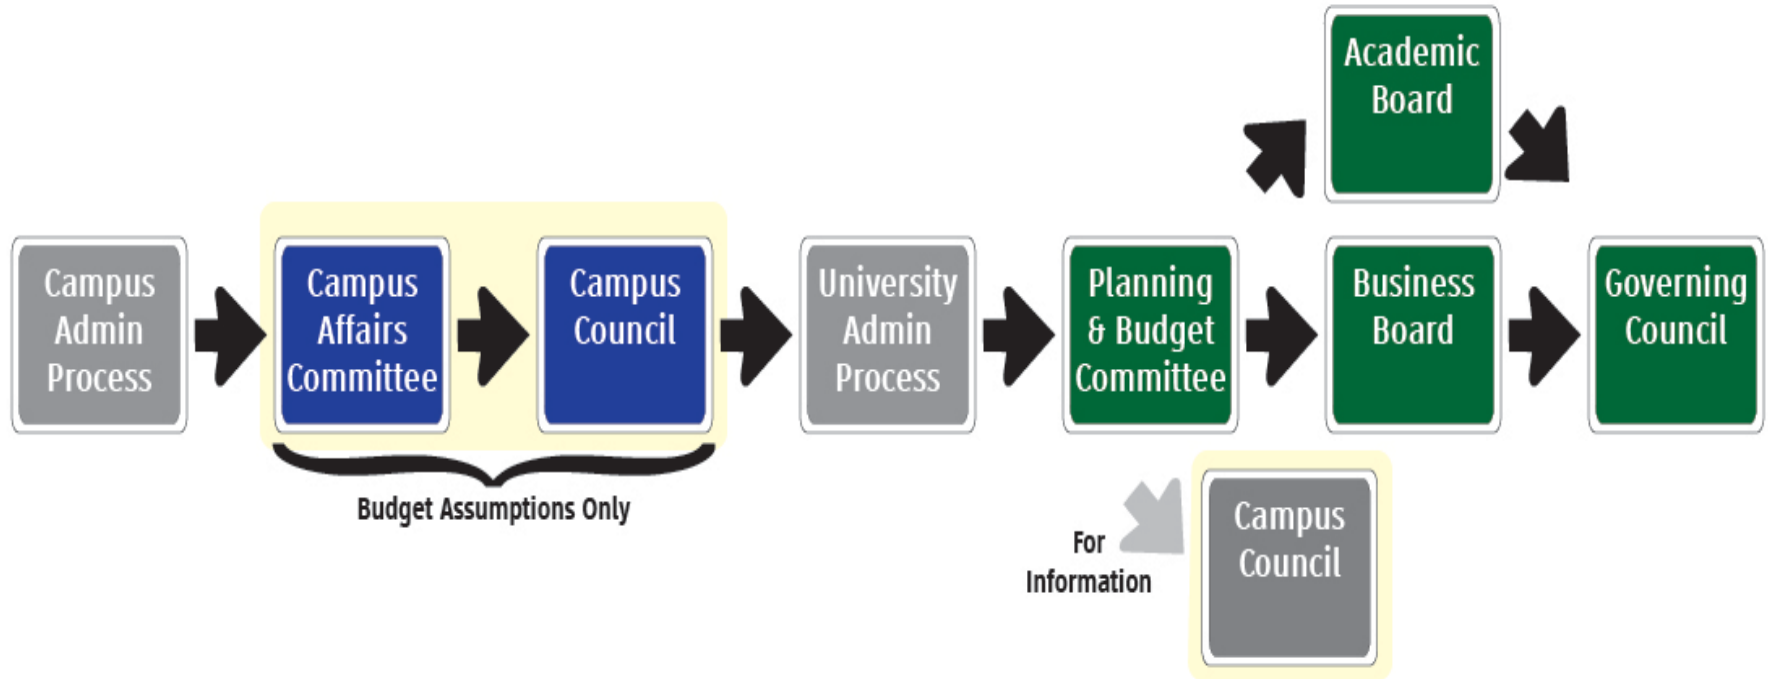 Academic
Board
Campus
Admin
Process
Campus
Affairs
Committee
Campus
Council
University
Admin
Process
Planning
& Budget
Committee
Business
Board
Governing
Council
Budget Assumptions Only
For
Information
Campus
Council